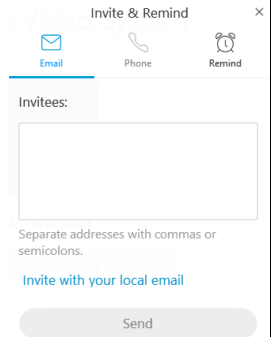 Invite & Remind
Email
Phone
Remind
Invitees:
Separate addresses with commas or
semicolons.
Invite with your local email
Send